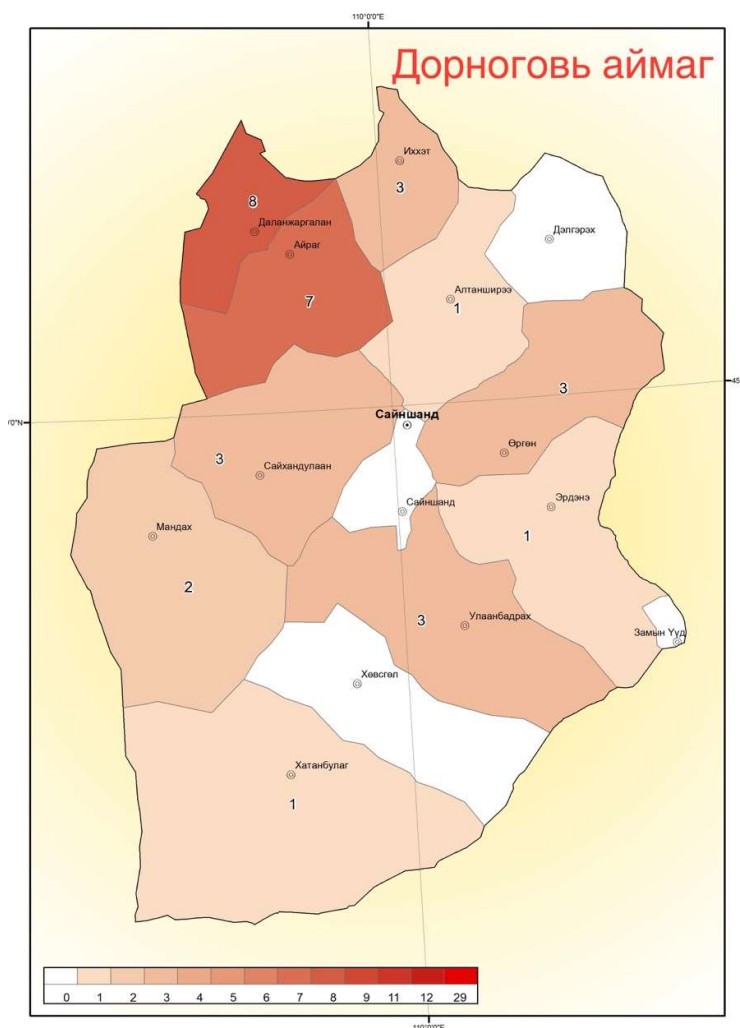 110°0'0"E
Дорноговь аймаг
Иххэт
3
8
Даланжаргалан
Дэлгэрэх
Айраг
7
Алтанширээ
1
45
3
Сайншанд
0'0"N
Өргөн
3
Сайхандулаан
Сайншанд
Эрдэнэ
1
Мандах
2
3
Улаанбадрах
Замын Үүд
Хөвсгөл
Хатанбулаг
1
0 1 2 3 4 5 6 7 8 9 11 12 29
110°0'0"E